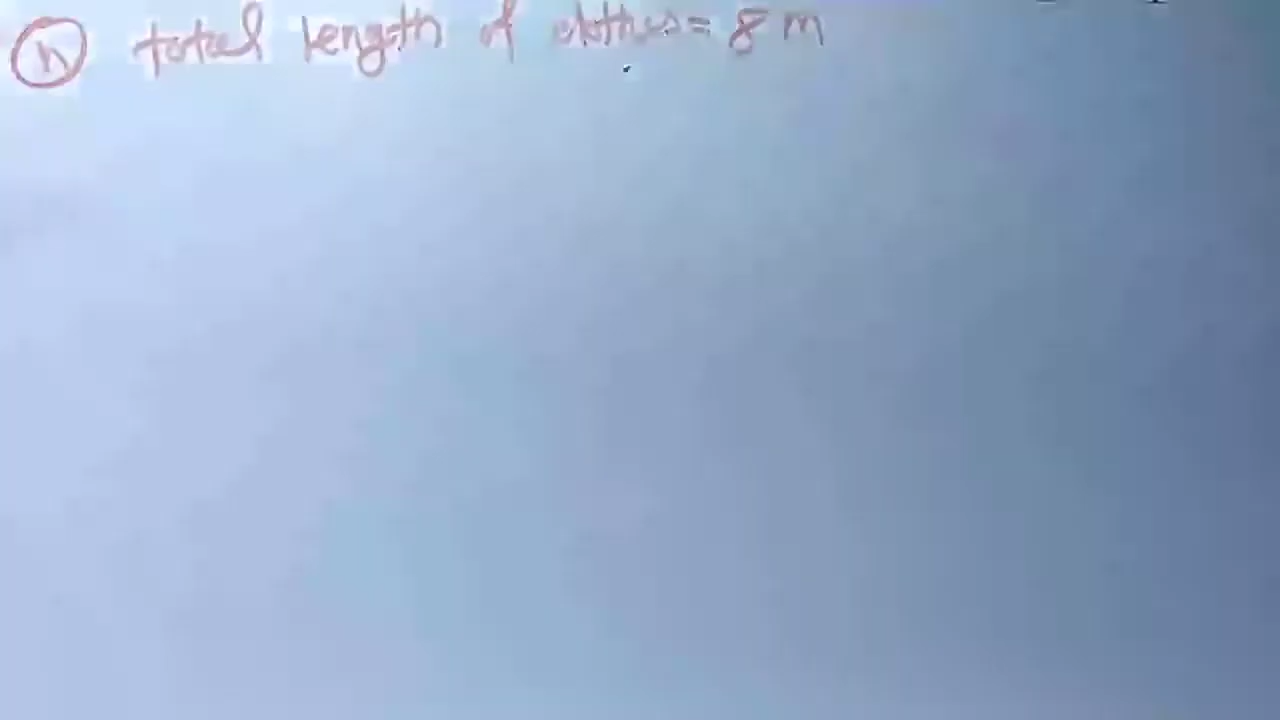 (h) total length of clothes = 8 m